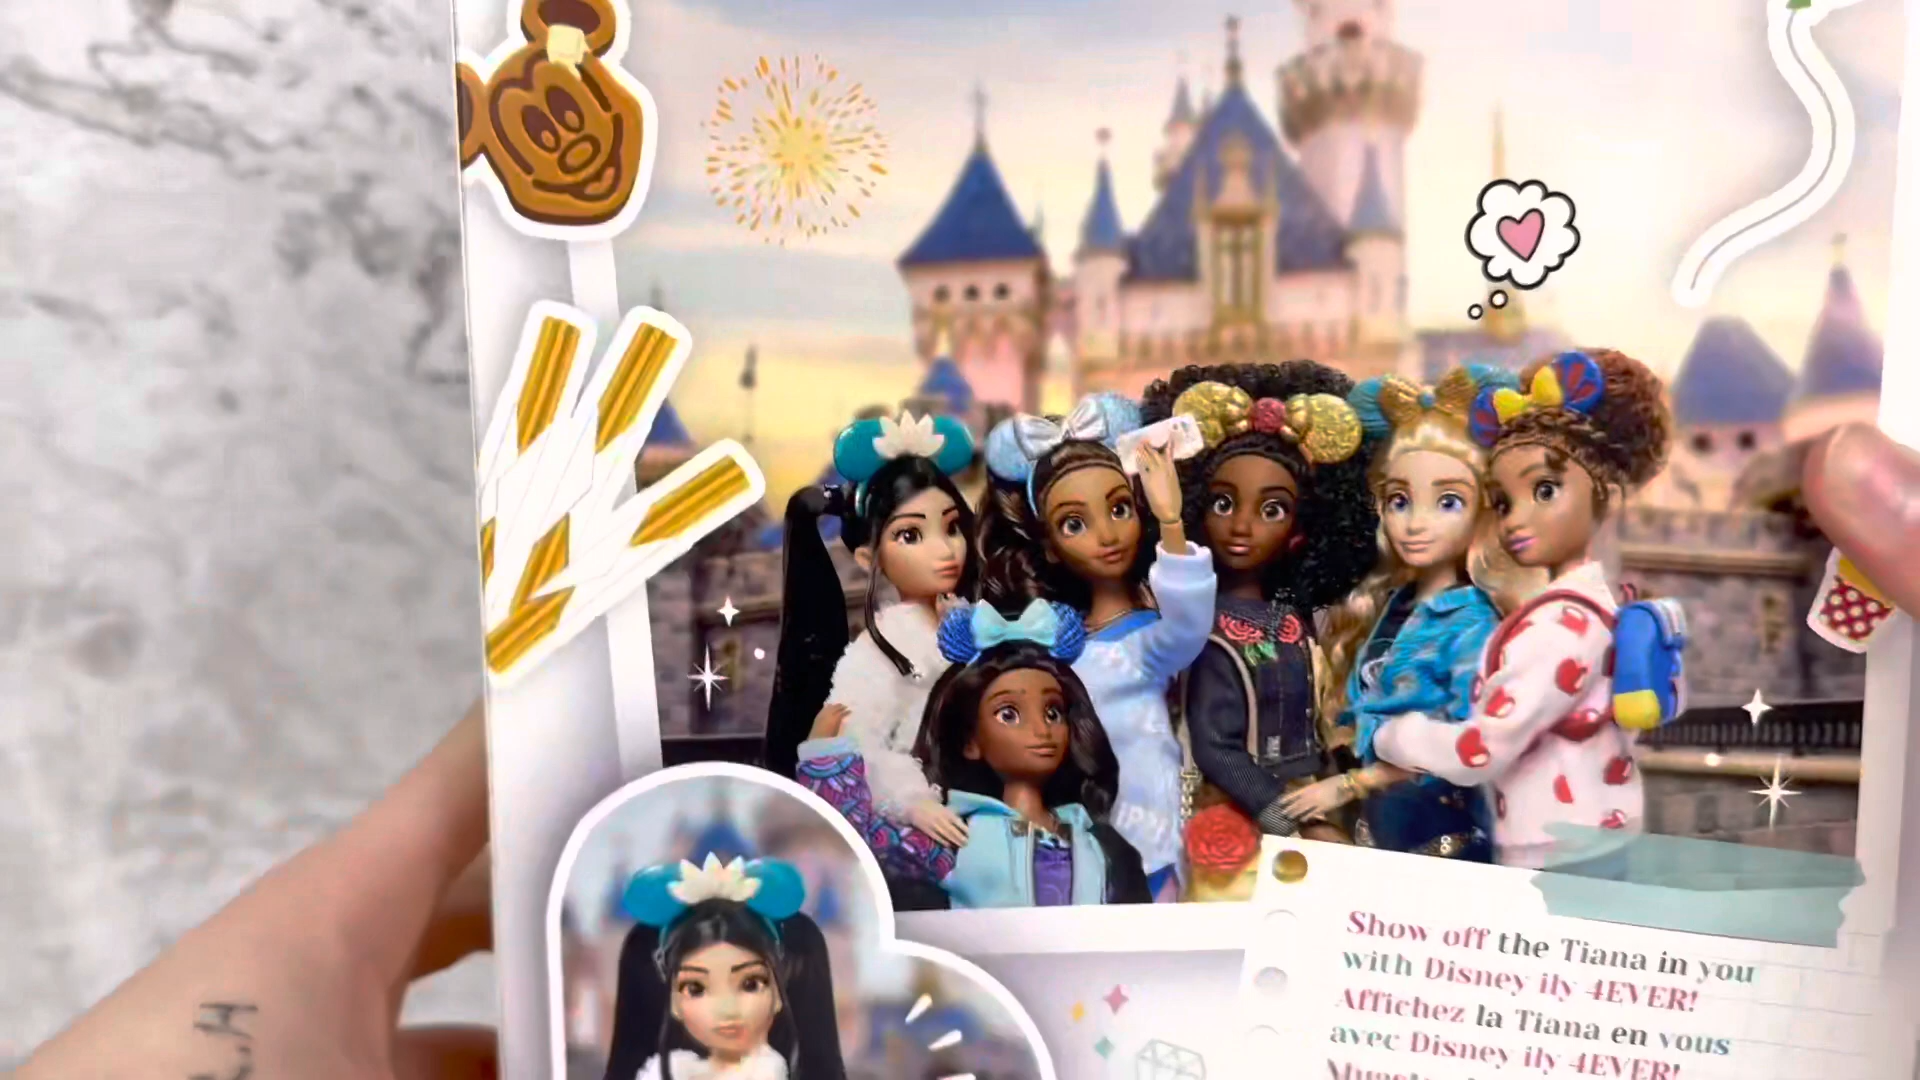 Show off the Tiana in you
with Disney ily 4EVER!
Affichez la Tiana en vous
avec Disney ily 4EVER!